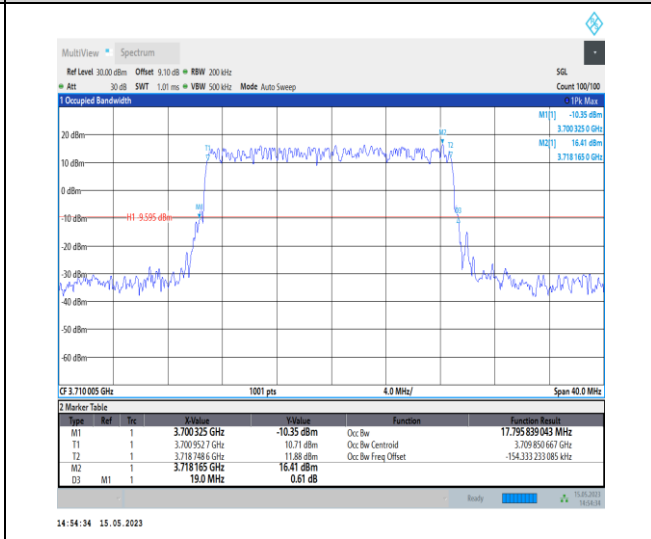 MultiView Spectrum
Ref Level 30.00 dBm Offset 9.10 dB RBW 200 kHz SGL
Att 30 dB SWT 1.01 ms VBW 500 kHz Mode Auto Sweep Count 100/100
1 Occupied Bandwidth 1Pk Max
M1[1] -10.35 dBm
3.700 325 0 GHz
M2[1] 16.41 dBm
3.718 165 0 GHz
20 dBm
10 dBm
0 dBm
-10 dBm
H1 -9.595 dBm
-20 dBm
-30 dBm
-40 dBm
-50 dBm
-60 dBm
T1
M2
T2
CF 3.710 005 GHz 1001 pts 4.0 MHz/ Span 40.0 MHz
2 Marker Table
Type Ref Trc X-Value Y-Value Function Function Result
M1 1 3.700 325 GHz -10.35 dBm Occ Bw 17.795 839 043 MHz
T1 1 3.700 952 7 GHz 10.71 dBm Occ Bw Centroid 3.709 850 667 GHz
T2 1 3.718 748 6 GHz 11.88 dBm Occ Bw Freq Offset -154.333 233 085 kHz
M2 1 3.718 165 GHz 16.41 dBm
D3 M1 1 19.0 MHz 0.61 dB
Ready 15.05.2023
14:54:34
14:54:34 15.05.2023